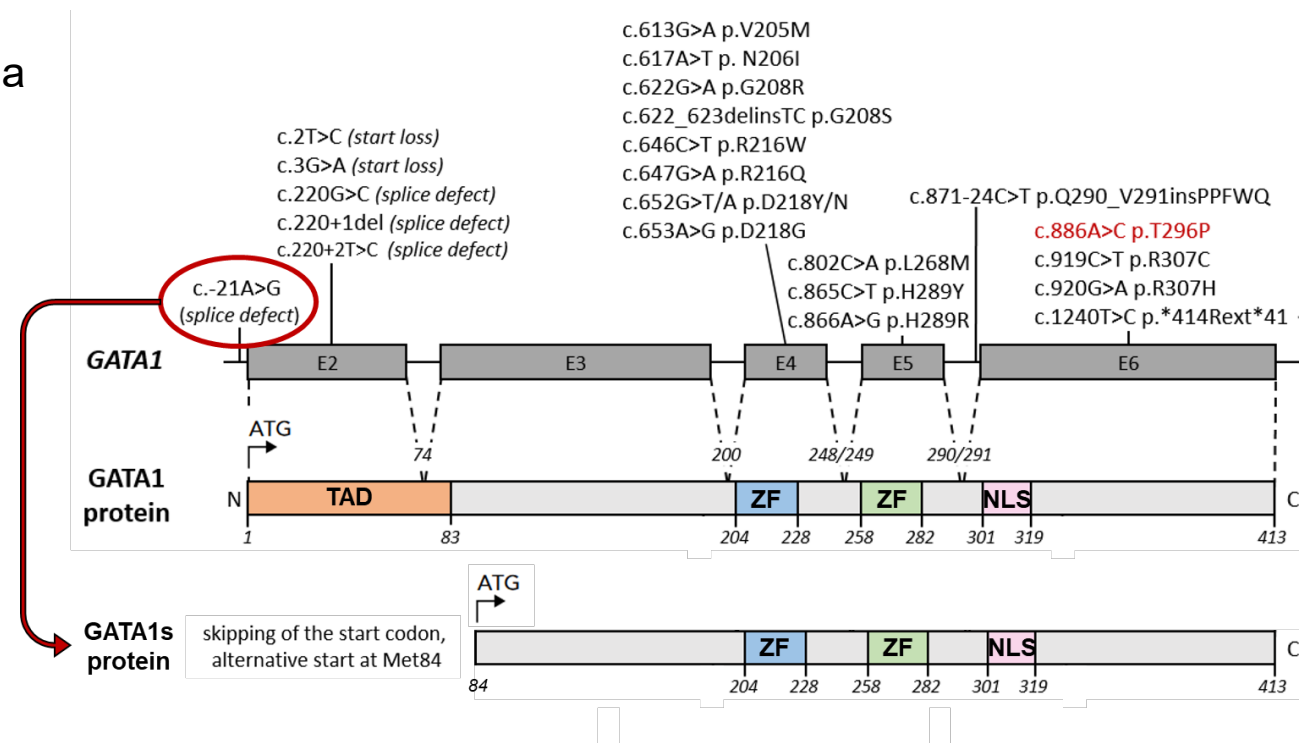 a
c.613G>A p.V205M
c.617A>T p. N206I
c.622G>A p.G208R
c.622_623delinsTC p.G208S
c.646C>T p.R216W
c.647G>A p.R216Q
c.652G>T/A p.D218Y/N
c.653A>G p.D218G
c.2T>C (start loss)
c.3G>A (start loss)
c.220G>C (splice defect)
c.220+1del (splice defect)
c.220+2T>C (splice defect)
c.871-24C>T p.Q290_V291insPPFWQ
c.886A>C p.T296P
c.919C>T p.R307C
c.920G>A p.R307H
c.1240T>C p.*414Rext*41
c.802C>A p.L268M
c.865C>T p.H289Y
c.866A>G p.H289R
c.-21A>G
(splice defect)
GATA1 E2 E3 E4 E5 E6
ATG
74 200 248/249 290/291
GATA1
protein
N TAD ZF ZF NLS C
1 83 204 228 258 282 301 319 413
ATG
GATA1s
protein
skipping of the start codon,
alternative start at Met84
ZF ZF NLS C
84 204 228 258 282 301 319 413